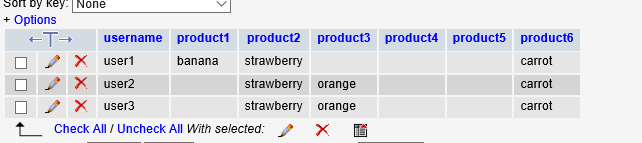 Sort by key: None
+ Options
←T→ username product1 product2 product3 product4 product5 product6
user1 banana strawberry carrot
user2 strawberry orange carrot
user3 strawberry orange carrot
Check All / Uncheck All With selected: